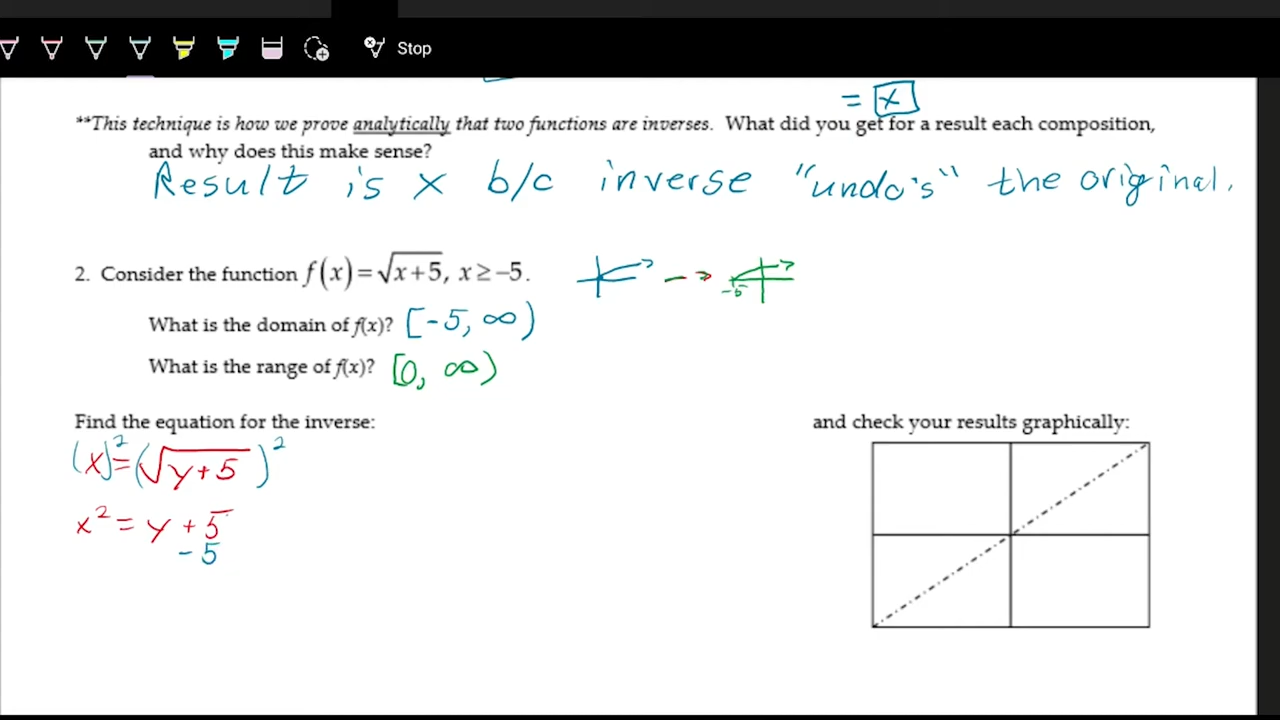 Stop
= x
**This technique is how we prove analytically that two functions are inverses. What did you get for a result each composition,
and why does this make sense?
Result is x b/c inverse "undo's" the original.
2. Consider the function f(x) = √x+5, x ≥ −5.
-5
What is the domain of f(x)? [-5, ∞)
What is the range of f(x)? [0, ∞)
Find the equation for the inverse:
and check your results graphically:
(x)² = (√y+5)²
x² = y + 5
- 5